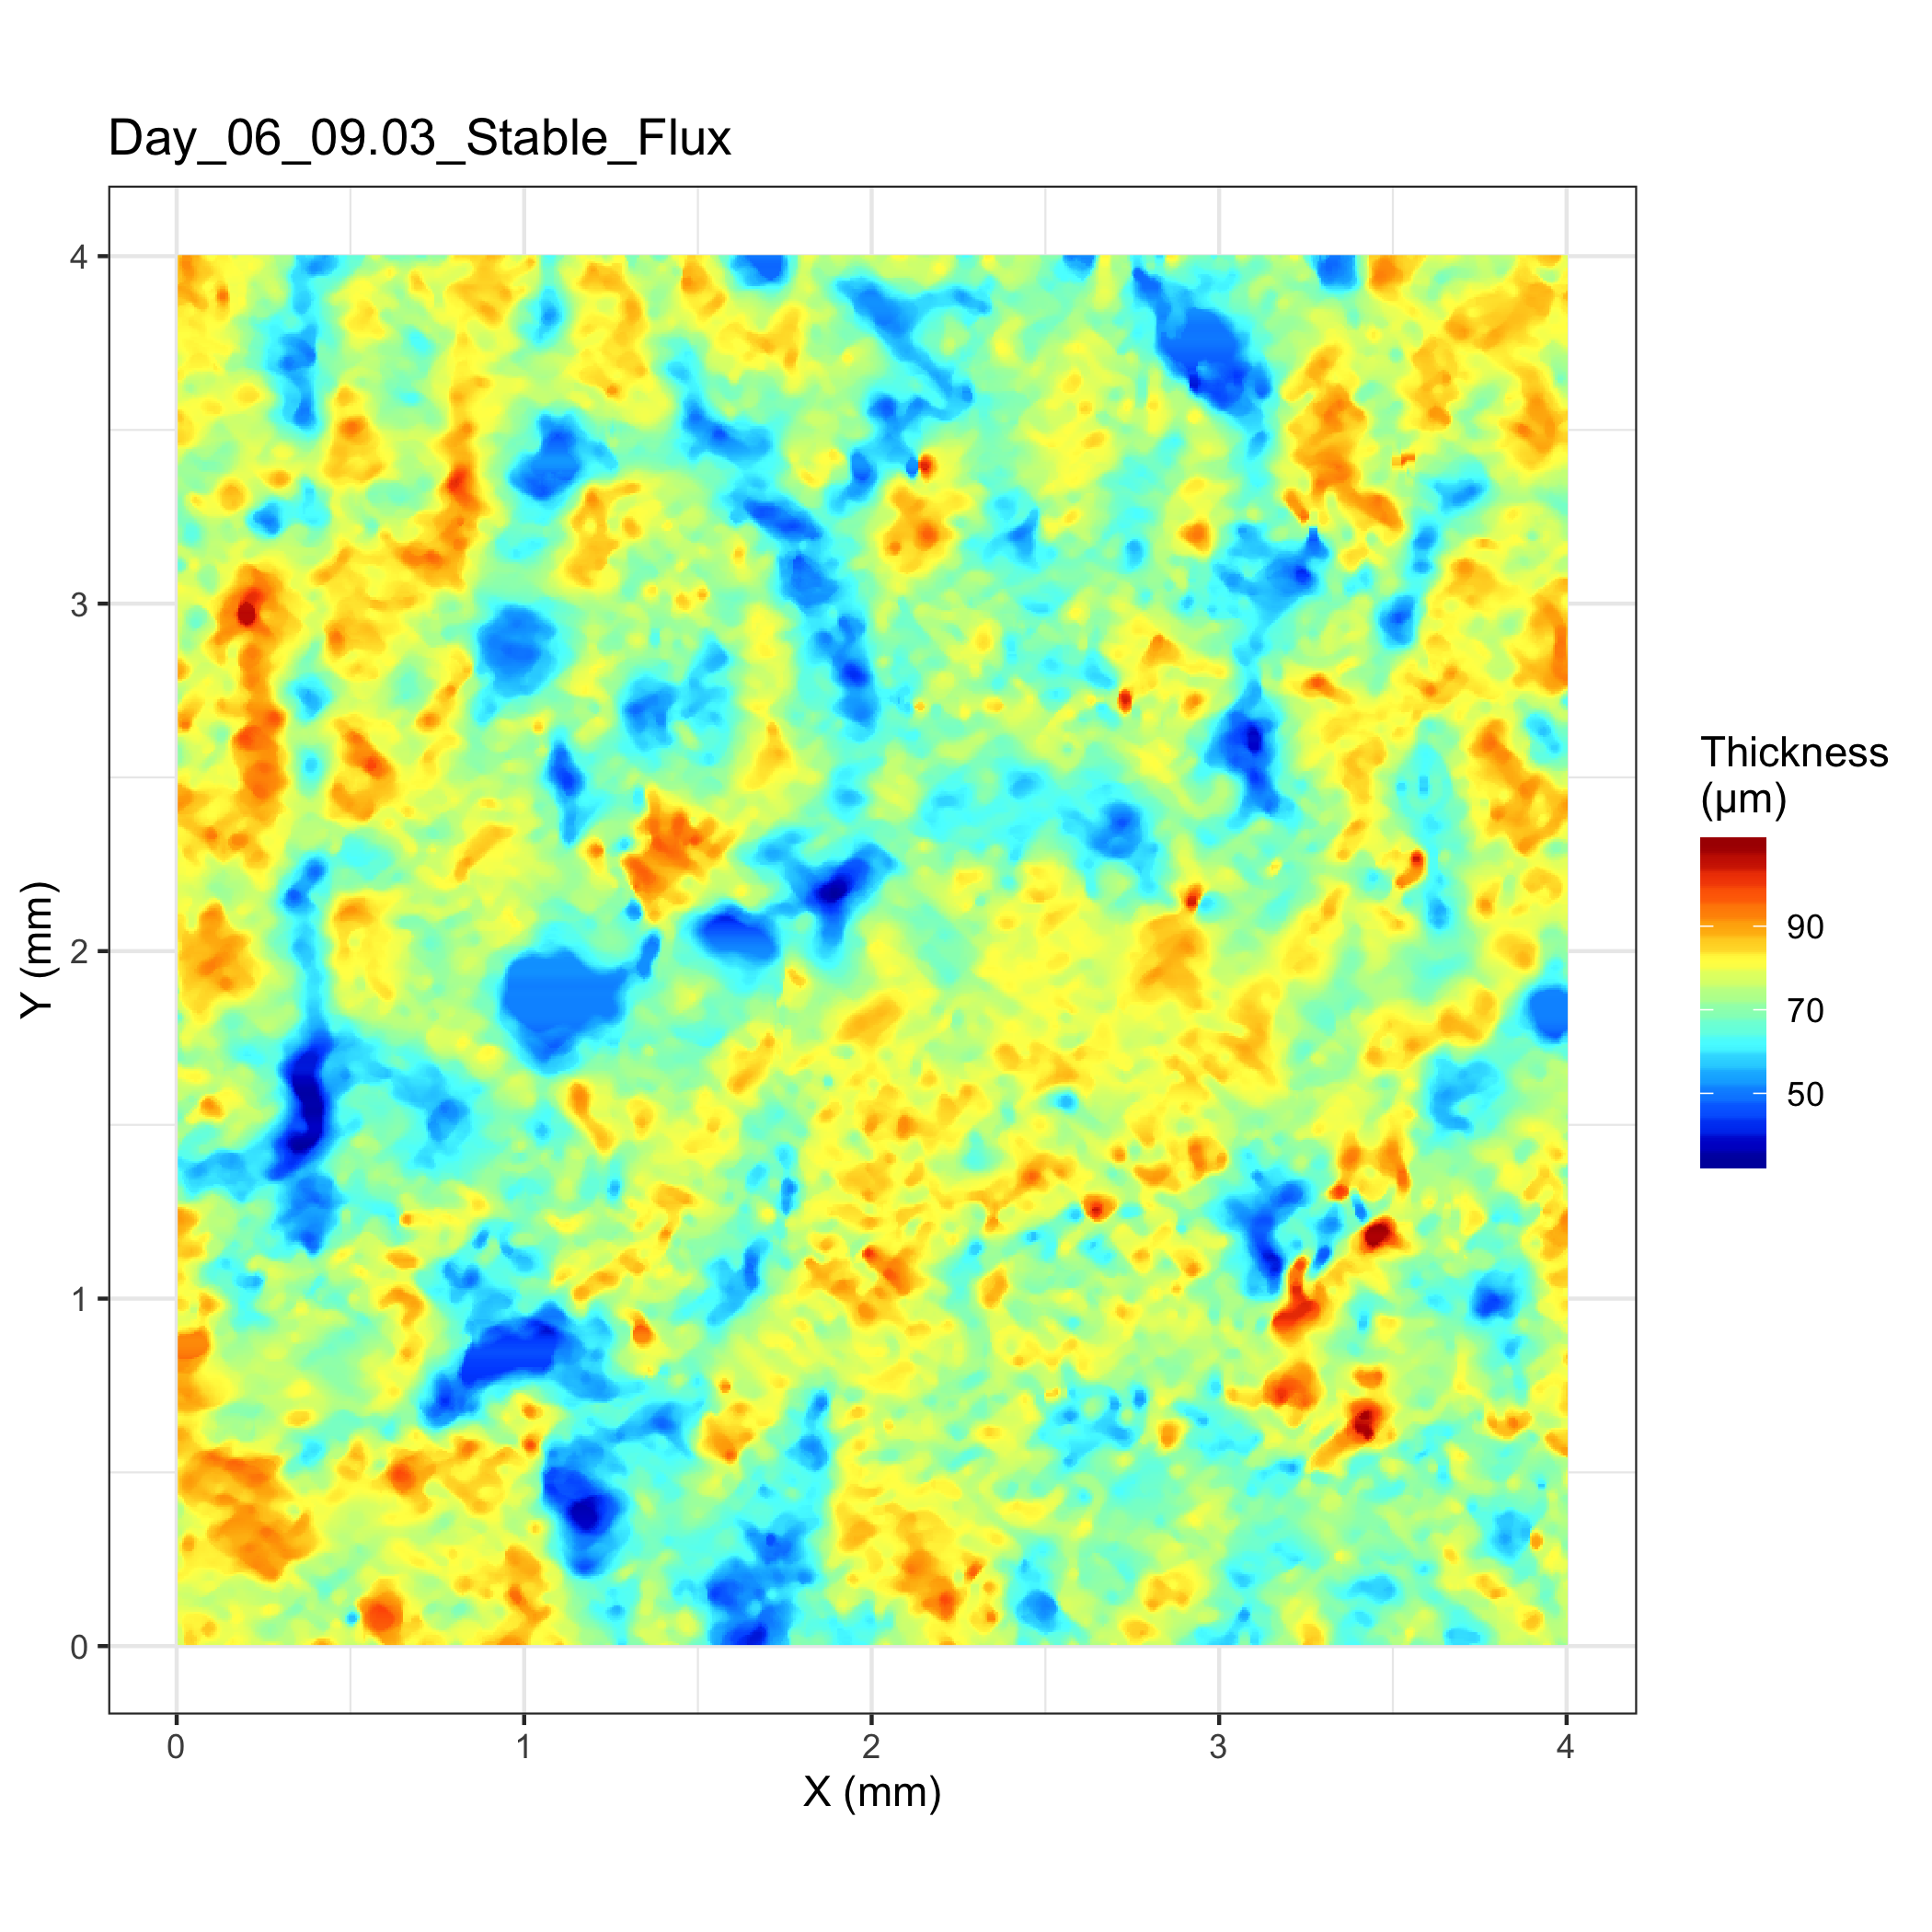 Day_06_09.03_Stable_Flux
4
3
2
1
0
Y (mm)
0 1 2 3 4
X (mm)
Thickness
(μm)
90
70
50